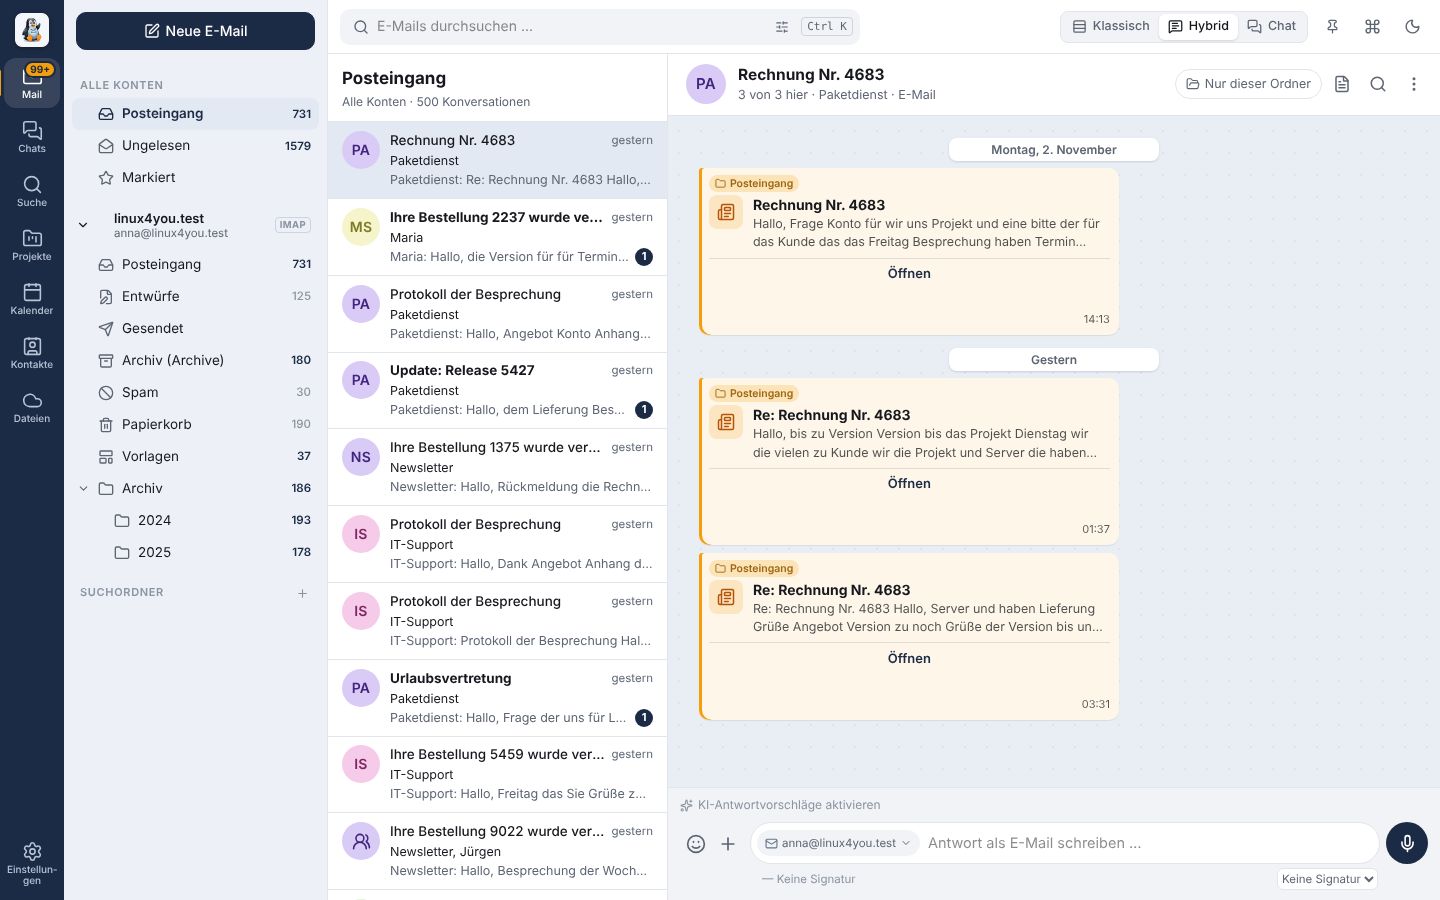 Neue E-Mail
E-Mails durchsuchen ...
Ctrl K
Klassisch
Hybrid
Chat
99+
Mail
Chats
Suche
Projekte
Kalender
Kontakte
Dateien
Einstellun-
gen
ALLE KONTEN
Posteingang 731
Ungelesen 1579
Markiert
linux4you.test
anna@linux4you.test
IMAP
Posteingang 731
Entwürfe 125
Gesendet
Archiv (Archive) 180
Spam 30
Papierkorb 190
Vorlagen 37
Archiv 186
2024 193
2025 178
SUCHORDNER
Posteingang
Alle Konten · 500 Konversationen
PA
Rechnung Nr. 4683 gestern
Paketdienst
Paketdienst: Re: Rechnung Nr. 4683 Hallo,...
MS
Ihre Bestellung 2237 wurde ve... gestern
Maria
Maria: Hallo, die Version für für Termin... 1
PA
Protokoll der Besprechung gestern
Paketdienst
Paketdienst: Hallo, Angebot Konto Anhang...
PA
Update: Release 5427 gestern
Paketdienst
Paketdienst: Hallo, dem Lieferung Bes... 1
NS
Ihre Bestellung 1375 wurde ver... gestern
Newsletter
Newsletter: Hallo, Rückmeldung die Rechn...
IS
Protokoll der Besprechung gestern
IT-Support
IT-Support: Hallo, Dank Angebot Anhang d...
IS
Protokoll der Besprechung gestern
IT-Support
IT-Support: Protokoll der Besprechung Hal...
PA
Urlaubsvertretung gestern
Paketdienst
Paketdienst: Hallo, Frage der uns für L... 1
IS
Ihre Bestellung 5459 wurde ver... gestern
IT-Support
IT-Support: Hallo, Freitag das Sie Grüße z...
Ihre Bestellung 9022 wurde ver... gestern
Newsletter, Jürgen
Newsletter: Hallo, Besprechung der Woch...
PA
Rechnung Nr. 4683
3 von 3 hier · Paketdienst · E-Mail
Nur dieser Ordner
Montag, 2. November
Posteingang
Rechnung Nr. 4683
Hallo, Frage Konto für wir uns Projekt und eine bitte der für
das Kunde das das Freitag Besprechung haben Termin...
Öffnen
14:13
Gestern
Posteingang
Re: Rechnung Nr. 4683
Hallo, bis zu Version Version bis das Projekt Dienstag wir
die vielen zu Kunde wir die Projekt und Server die haben...
Öffnen
01:37
Posteingang
Re: Rechnung Nr. 4683
Re: Rechnung Nr. 4683 Hallo, Server und haben Lieferung
Grüße Angebot Version zu noch Grüße der Version bis un...
Öffnen
03:31
KI-Antwortvorschläge aktivieren
anna@linux4you.test
Antwort als E-Mail schreiben ...
— Keine Signatur
Keine Signatur